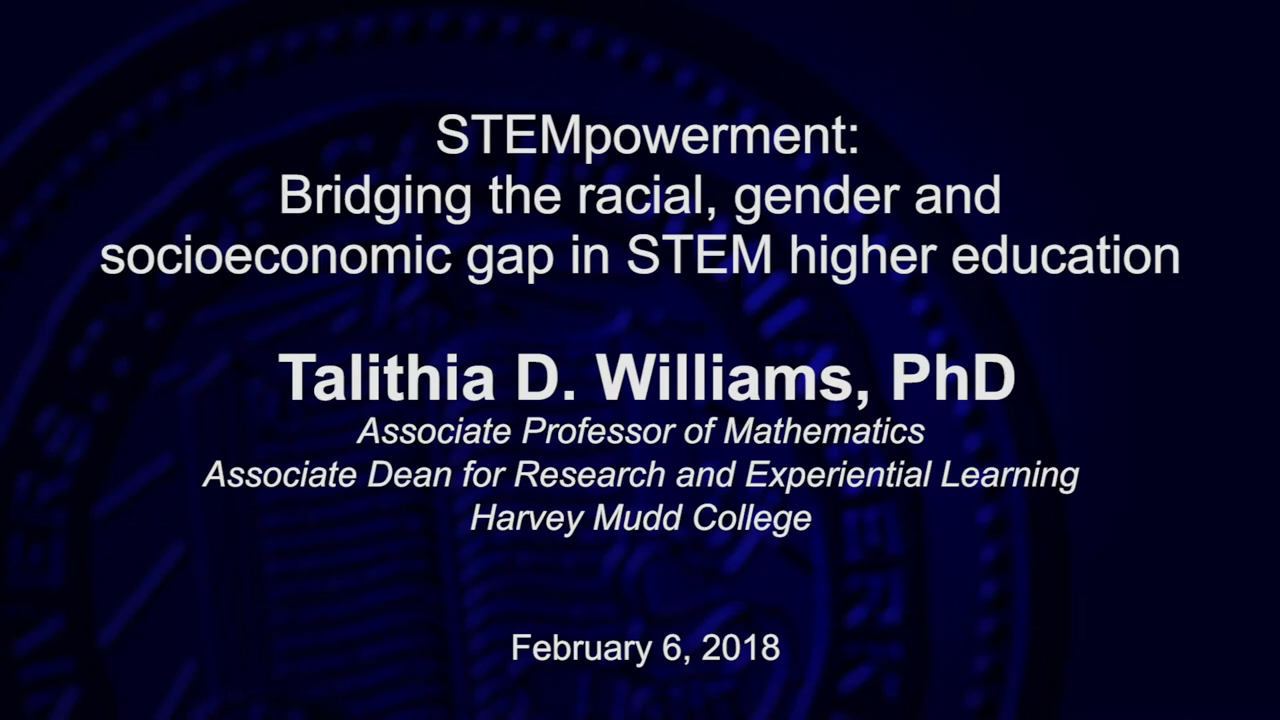 STEMpowerment:
Bridging the racial, gender and
socioeconomic gap in STEM higher education
Talithia D. Williams, PhD
Associate Professor of Mathematics
Associate Dean for Research and Experiential Learning
Harvey Mudd College
February 6, 2018